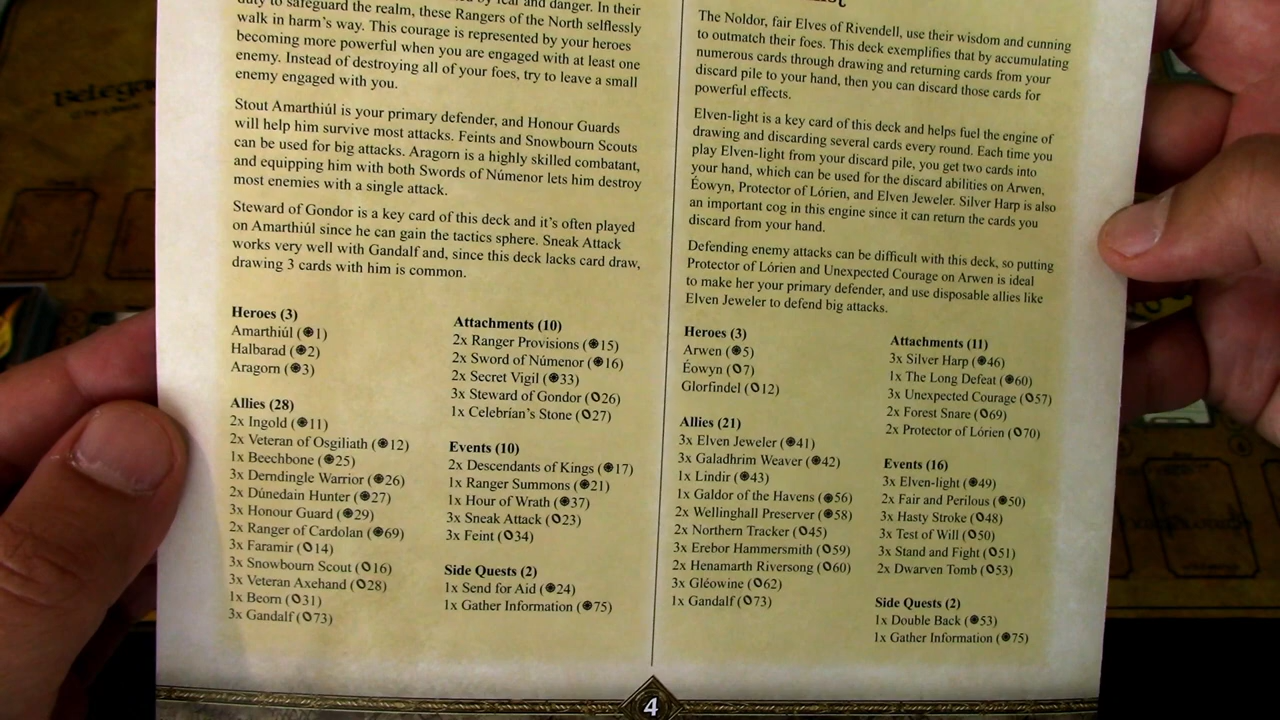 by fear and danger. In their
duty to safeguard the realm, these Rangers of the North selflessly
walk in harm's way. This courage is represented by your heroes
becoming more powerful when you are engaged with at least one
enemy. Instead of destroying all of your foes, try to leave a small
enemy engaged with you.
Stout Amarthiúl is your primary defender, and Honour Guards
will help him survive most attacks. Feints and Snowbourn Scouts
can be used for big attacks. Aragorn is a highly skilled combatant,
and equipping him with both Swords of Númenor lets him destroy
most enemies with a single attack.
Steward of Gondor is a key card of this deck and it's often played
on Amarthiúl since he can gain the tactics sphere. Sneak Attack
works very well with Gandalf and, since this deck lacks card draw,
drawing 3 cards with him is common.
Heroes (3)
Amarthiúl (1)
Halbarad (2)
Aragorn (3)
Allies (28)
2x Ingold (11)
2x Veteran of Osgiliath (12)
1x Beechbone (25)
3x Derndingle Warrior (26)
2x Dúnedain Hunter (27)
3x Honour Guard (29)
2x Ranger of Cardolan (69)
3x Faramir (14)
3x Snowbourn Scout (16)
3x Veteran Axehand (28)
1x Beorn (31)
3x Gandalf (73)
Attachments (10)
2x Ranger Provisions (15)
2x Sword of Númenor (16)
2x Secret Vigil (33)
3x Steward of Gondor (26)
1x Celebrían's Stone (27)
Events (10)
2x Descendants of Kings (17)
1x Ranger Summons (21)
1x Hour of Wrath (37)
3x Sneak Attack (23)
3x Feint (34)
Side Quests (2)
1x Send for Aid (24)
1x Gather Information (75)
The Noldor, fair Elves of Rivendell, use their wisdom and cunning
to outmatch their foes. This deck exemplifies that by accumulating
numerous cards through drawing and returning cards from your
discard pile to your hand, then you can discard those cards for
powerful effects.
Elven-light is a key card of this deck and helps fuel the engine of
drawing and discarding several cards every round. Each time you
play Elven-light from your discard pile, you get two cards into
your hand, which can be used for the discard abilities on Arwen,
Éowyn, Protector of Lórien, and Elven Jeweler. Silver Harp is also
an important cog in this engine since it can return the cards you
discard from your hand.
Defending enemy attacks can be difficult with this deck, so putting
Protector of Lórien and Unexpected Courage on Arwen is ideal
to make her your primary defender, and use disposable allies like
Elven Jeweler to defend big attacks.
Heroes (3)
Arwen (5)
Éowyn (7)
Glorfindel (12)
Allies (21)
3x Elven Jeweler (41)
3x Galadhrim Weaver (42)
1x Lindir (43)
1x Galdor of the Havens (56)
2x Wellinghall Preserver (58)
2x Northern Tracker (45)
3x Erebor Hammersmith (59)
2x Henamarth Riversong (60)
3x Gléowine (62)
1x Gandalf (73)
Attachments (11)
3x Silver Harp (46)
1x The Long Defeat (60)
3x Unexpected Courage (57)
2x Forest Snare (69)
2x Protector of Lórien (70)
Events (16)
3x Elven-light (49)
2x Fair and Perilous (50)
3x Hasty Stroke (48)
3x Test of Will (50)
3x Stand and Fight (51)
2x Dwarven Tomb (53)
Side Quests (2)
1x Double Back (53)
1x Gather Information (75)
4